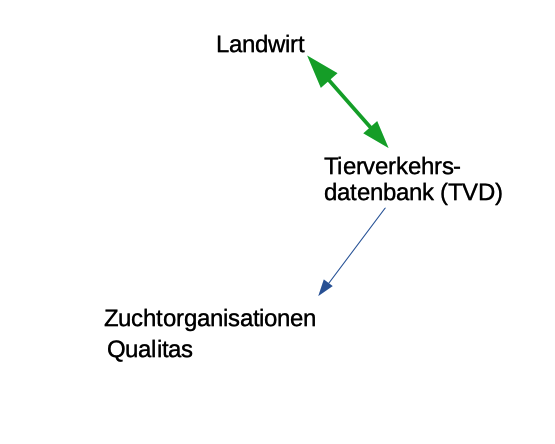 Landwirt
Tierverkehrs-
datenbank (TVD)
Zuchtorganisationen
Qualitas